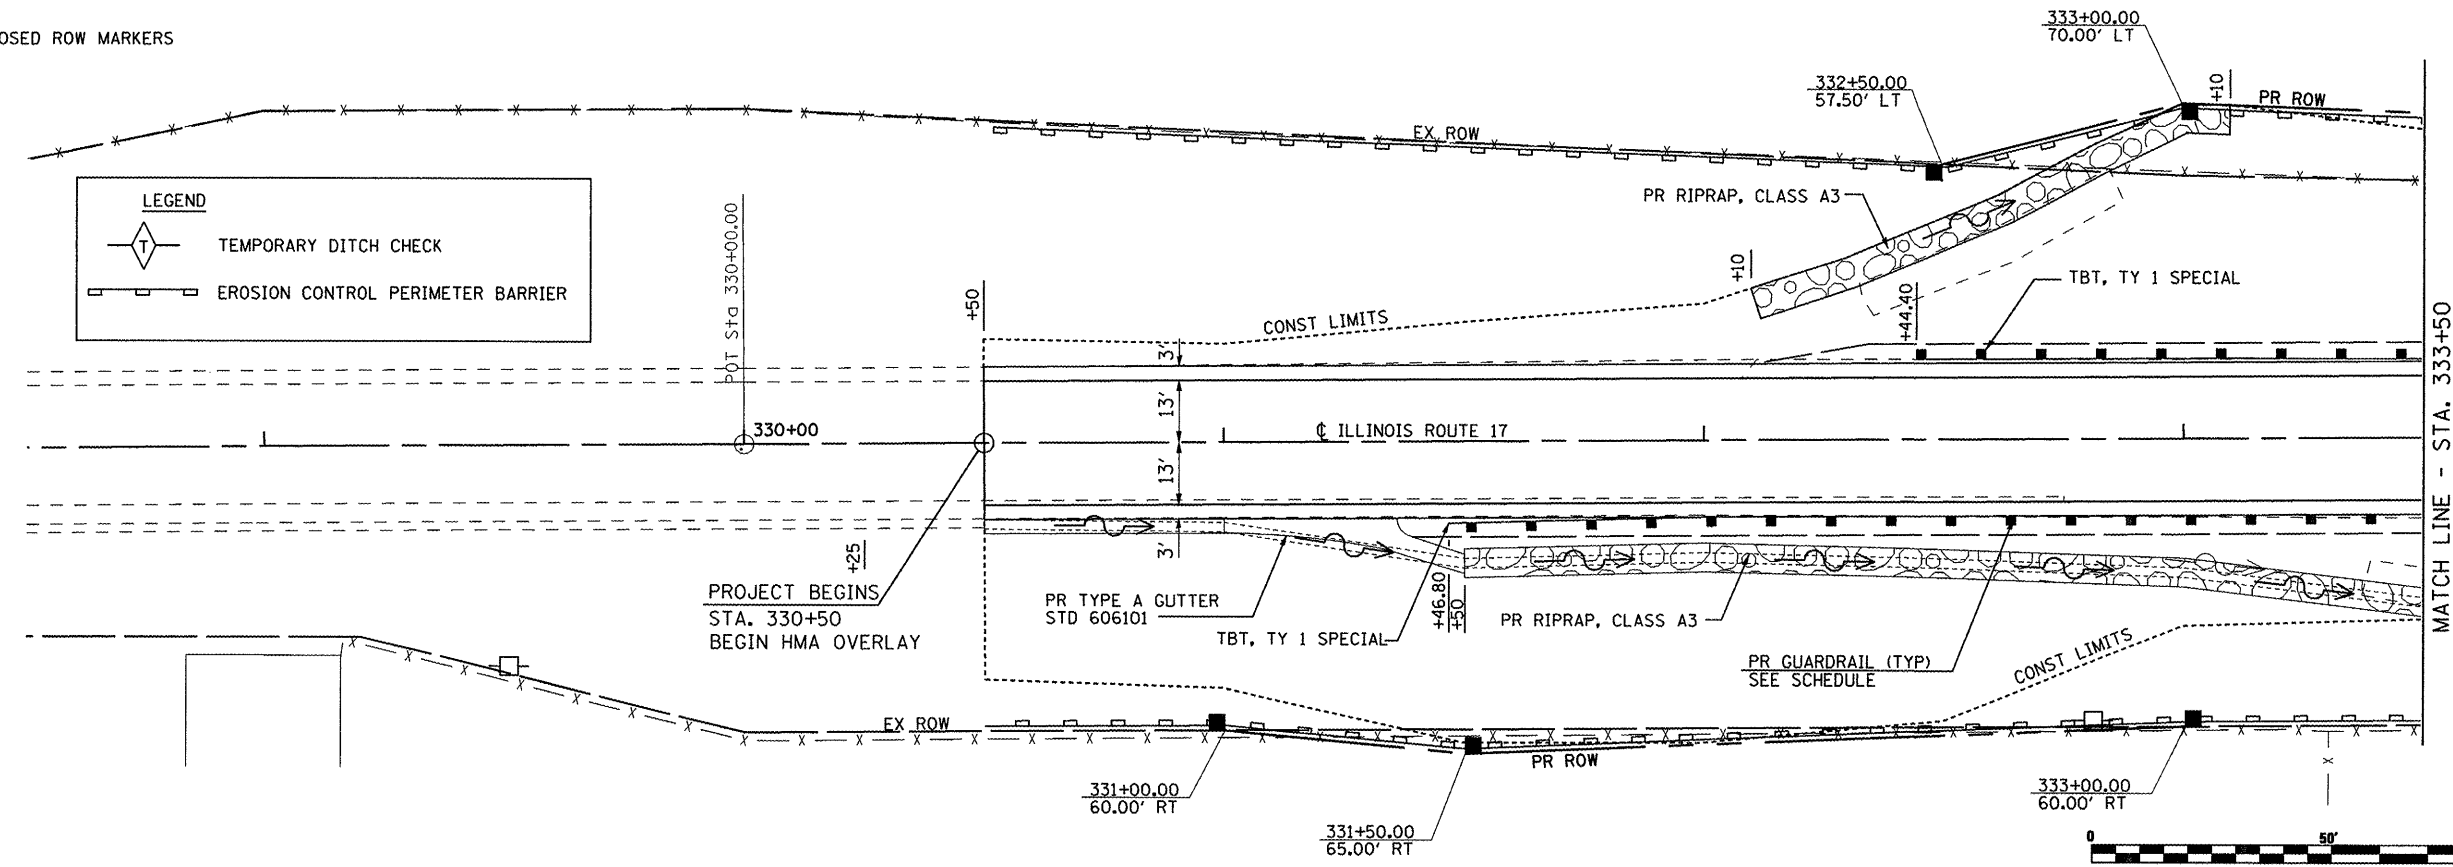 OSED ROW MARKERS
333+00.00
70.00' LT
332+50.00
57.50' LT
+10
PR ROW
EX ROW
LEGEND
T TEMPORARY DITCH CHECK
EROSION CONTROL PERIMETER BARRIER
POT Sta 330+00.00
PR RIPRAP, CLASS A3
+10
+50
+44.40
TBT, TY 1 SPECIAL
CONST LIMITS
3'
13'
330+00
℄ ILLINOIS ROUTE 17
13'
3'
MATCH LINE - STA. 333+50
+25
PROJECT BEGINS
STA. 330+50
BEGIN HMA OVERLAY
PR TYPE A GUTTER
STD 606101
+46.80
+50
TBT, TY 1 SPECIAL
PR RIPRAP, CLASS A3
PR GUARDRAIL (TYP)
SEE SCHEDULE
CONST LIMITS
EX ROW
PR ROW
331+00.00
60.00' RT
333+00.00
60.00' RT
331+50.00
65.00' RT
0 50'